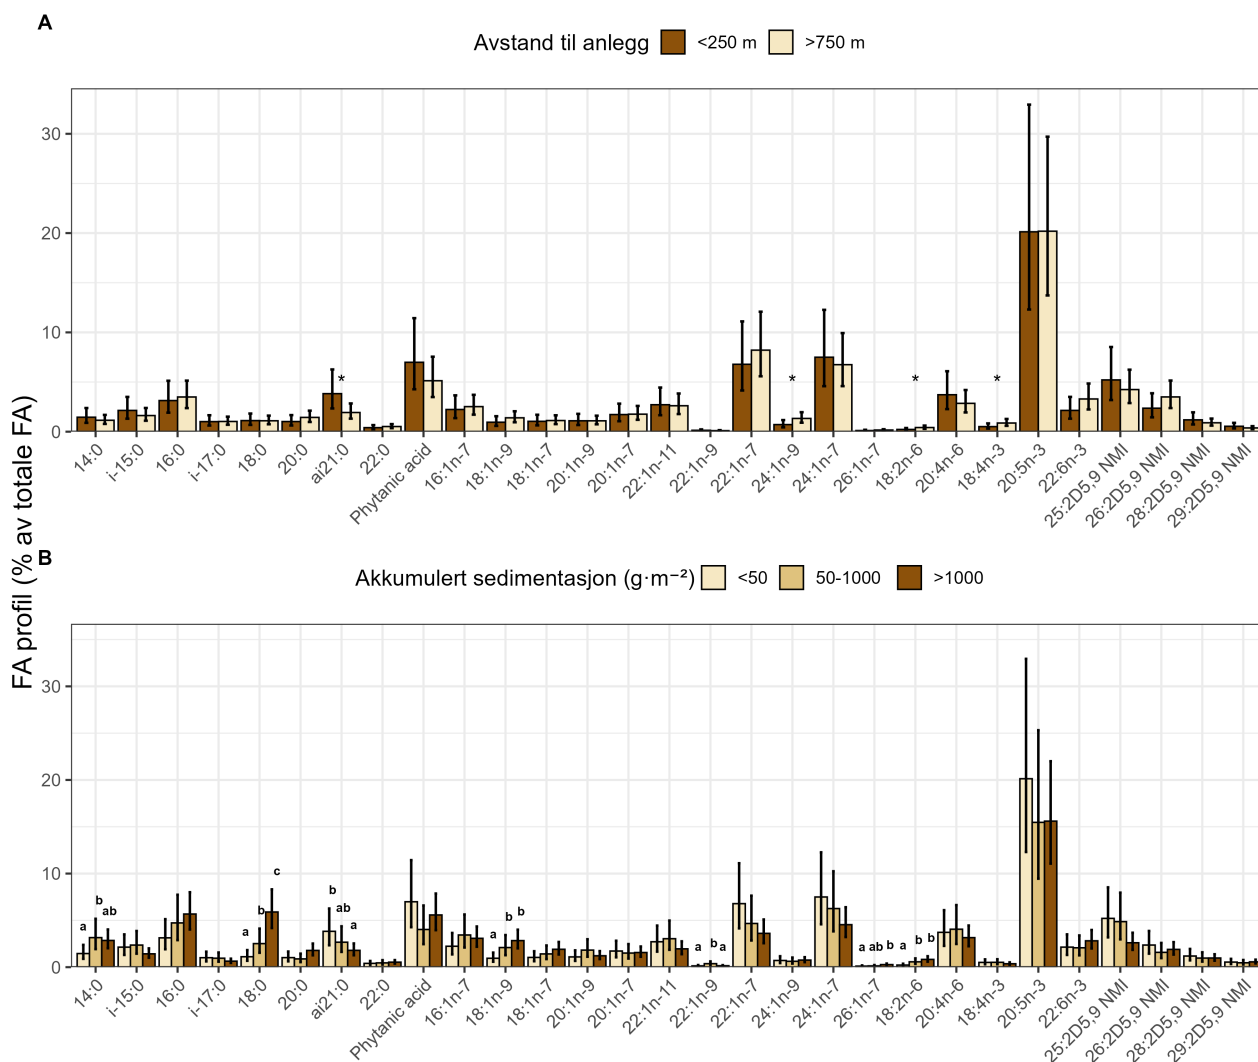 A
Avstand til anlegg <250 m >750 m
FA profil (% av totale FA)
30
20
10
0
* * * *
14:0 i-15:0 16:0 i-17:0 18:0 20:0 ai21:0 22:0 Phytanic acid 16:1n-7 18:1n-9 18:1n-7 20:1n-9 20:1n-7 22:1n-11 22:1n-9 22:1n-7 24:1n-9 24:1n-7 26:1n-7 18:2n-6 20:4n-6 18:4n-3 20:5n-3 22:6n-3 25:2D5,9 NMI 26:2D5,9 NMI 28:2D5,9 NMI 29:2D5,9 NMI
B
Akkumulert sedimentasjon (g·m⁻²) <50 50-1000 >1000
30
20
10
0
a b ab a b c b ab a a b b a b a a ab b a b b
14:0 i-15:0 16:0 i-17:0 18:0 20:0 ai21:0 22:0 Phytanic acid 16:1n-7 18:1n-9 18:1n-7 20:1n-9 20:1n-7 22:1n-11 22:1n-9 22:1n-7 24:1n-9 24:1n-7 26:1n-7 18:2n-6 20:4n-6 18:4n-3 20:5n-3 22:6n-3 25:2D5,9 NMI 26:2D5,9 NMI 28:2D5,9 NMI 29:2D5,9 NMI